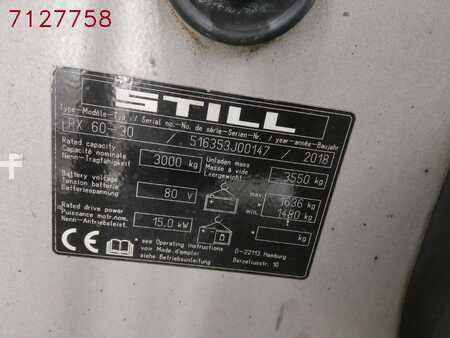 7127758
STILL
Type-Modèle-Typ / Serial no.-No. de série-Serien-Nr. / year-année-Baujahr
RX 60-30 / 516353J00147 / 2018
Rated capacity
Capacité nominale
Nenn-Tragfähigkeit
3000 kg
Unladen mass
Masse à vide
Leergewicht
3550 kg
Battery voltage
Tension batterie
Batteriespannung
80 V
max. 1636 kg
min. 1480 kg
* kg
Rated drive power
Puissance motr.nom.
Nenn-Antriebsleist.
15.0 kW
CE
* see Operating instructions
voir Mode d'emploi
siehe Betriebsanleitung
D-22113 Hamburg
Berzeliusstr. 10